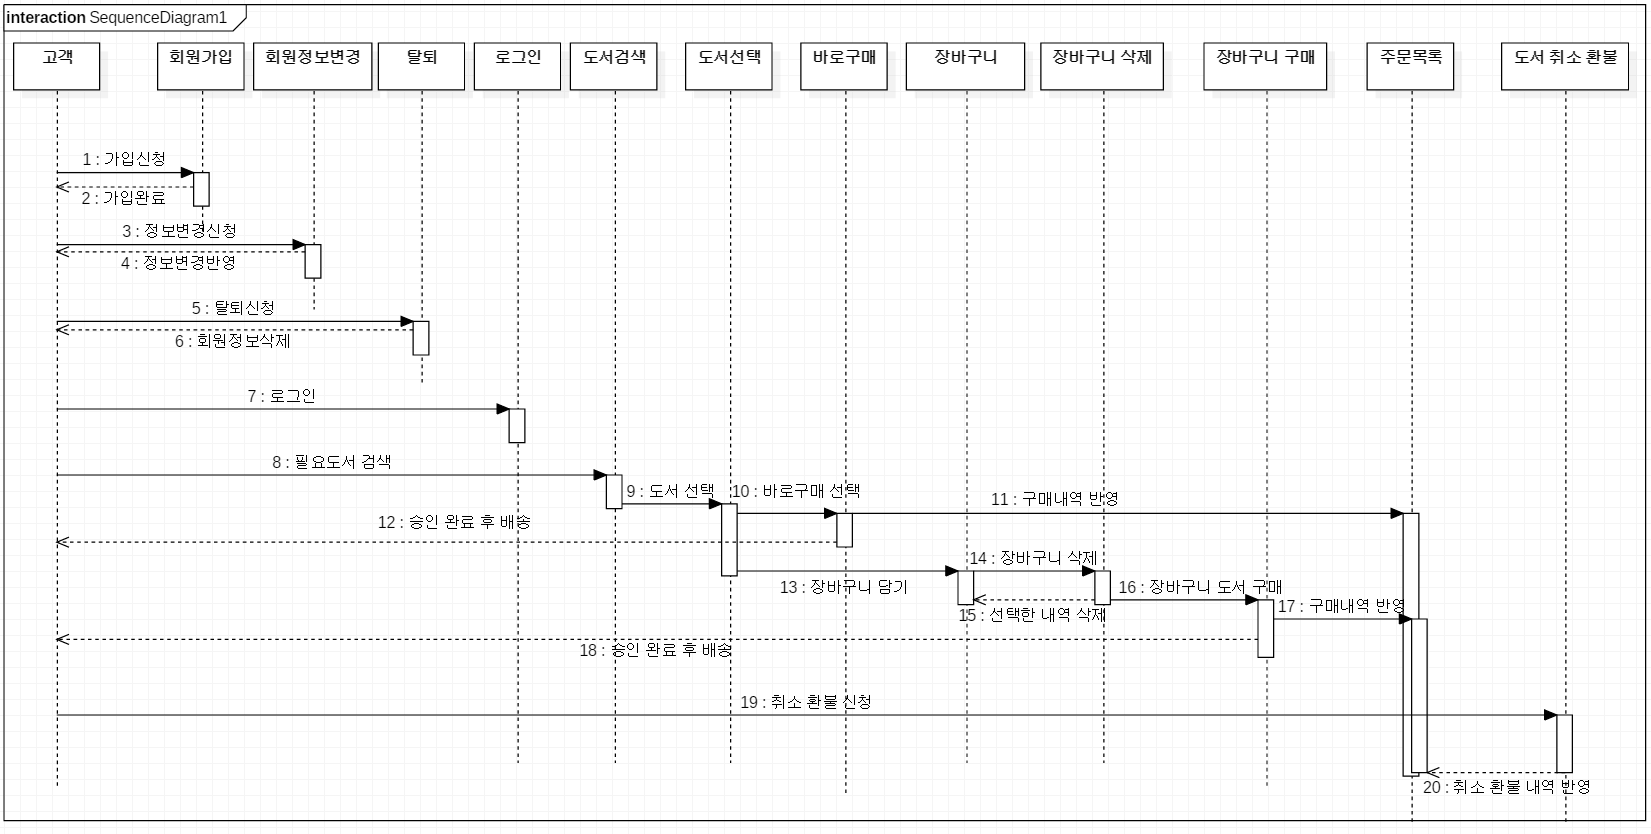 interaction SequenceDiagram1
고객
회원가입
회원정보변경
탈퇴
로그인
도서검색
도서선택
바로구매
장바구니
장바구니 삭제
장바구니 구매
주문목록
도서 취소 환불
1 : 가입신청
2 : 가입완료
3 : 정보변경신청
4 : 정보변경반영
5 : 탈퇴신청
6 : 회원정보삭제
7 : 로그인
8 : 필요도서 검색
9 : 도서 선택
10 : 바로구매 선택
11 : 구매내역 반영
12 : 승인 완료 후 배송
13 : 장바구니 담기
14 : 장바구니 삭제
15 : 선택한 내역 삭제
16 : 장바구니 도서 구매
17 : 구매내역 반영
18 : 승인 완료 후 배송
19 : 취소 환불 신청
20 : 취소 환불 내역 반영